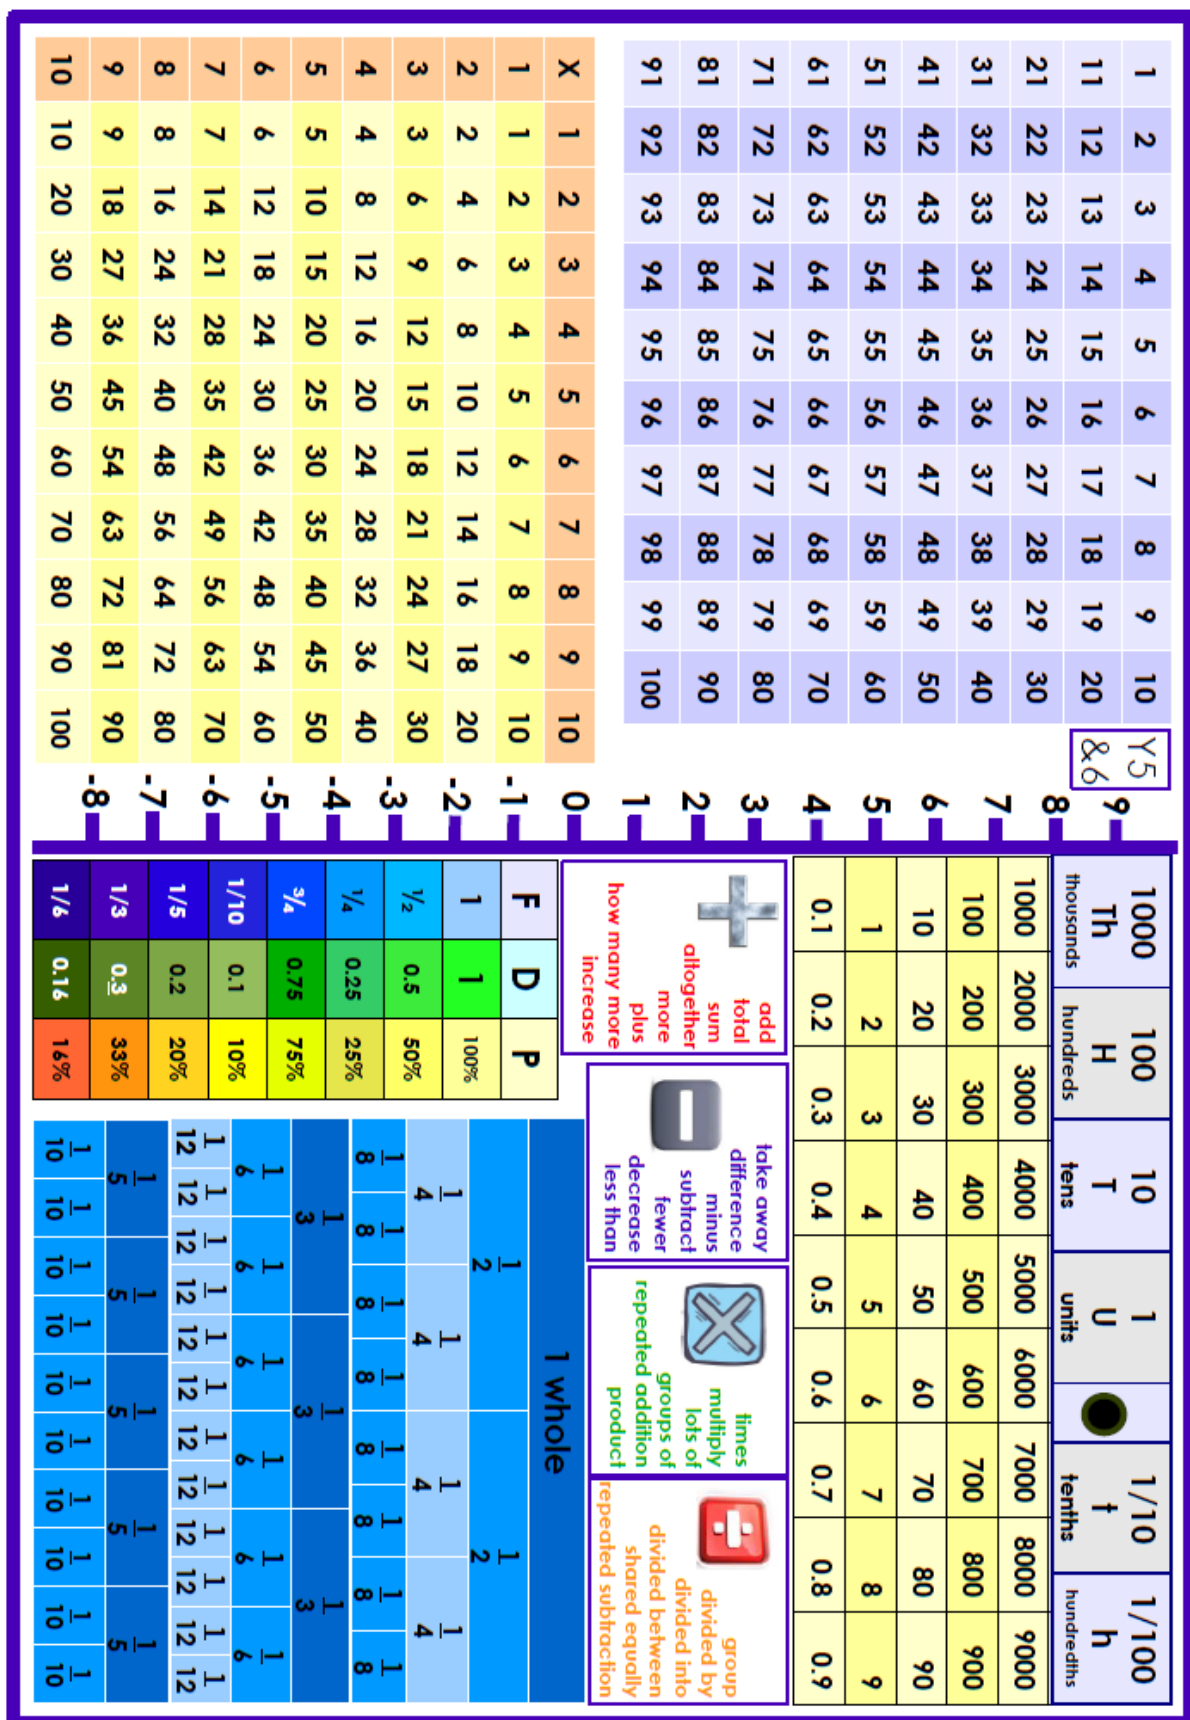 1 2 3 4 5 6 7 8 9 10
11 12 13 14 15 16 17 18 19 20
21 22 23 24 25 26 27 28 29 30
31 32 33 34 35 36 37 38 39 40
41 42 43 44 45 46 47 48 49 50
51 52 53 54 55 56 57 58 59 60
61 62 63 64 65 66 67 68 69 70
71 72 73 74 75 76 77 78 79 80
81 82 83 84 85 86 87 88 89 90
91 92 93 94 95 96 97 98 99 100
Y5
&6
X 1 2 3 4 5 6 7 8 9 10
1 1 2 3 4 5 6 7 8 9 10
2 2 4 6 8 10 12 14 16 18 20
3 3 6 9 12 15 18 21 24 27 30
4 4 8 12 16 20 24 28 32 36 40
5 5 10 15 20 25 30 35 40 45 50
6 6 12 18 24 30 36 42 48 54 60
7 7 14 21 28 35 42 49 56 63 70
8 8 16 24 32 40 48 56 64 72 80
9 9 18 27 36 45 54 63 72 81 90
10 10 20 30 40 50 60 70 80 90 100
9
8
7
6
5
4
3
2
1
0
-1
-2
-3
-4
-5
-6
-7
-8
1000 100 10 1 1/10 1/100
Th H T U t h
thousands hundreds tens units tenths hundredths
1000 2000 3000 4000 5000 6000 7000 8000 9000
100 200 300 400 500 600 700 800 900
10 20 30 40 50 60 70 80 90
1 2 3 4 5 6 7 8 9
0.1 0.2 0.3 0.4 0.5 0.6 0.7 0.8 0.9
add
total
sum
altogether
more
plus
how many more
increase
take away
difference
minus
subtract
fewer
decrease
less than
times
multiply
lots of
groups of
repeated addition
product
group
divided by
divided into
divided between
shared equally
repeated subtraction
F D P
1 1 100%
½ 0.5 50%
¼ 0.25 25%
¾ 0.75 75%
1/10 0.1 10%
1/5 0.2 20%
1/3 0.3 33%
1/6 0.16 16%
1 whole
1/2 1/2
1/4 1/4 1/4 1/4
1/8 1/8 1/8 1/8 1/8 1/8 1/8 1/8
1/3 1/3 1/3
1/6 1/6 1/6 1/6 1/6 1/6
1/12 1/12 1/12 1/12 1/12 1/12 1/12 1/12 1/12 1/12 1/12 1/12
1/5 1/5 1/5 1/5 1/5
1/10 1/10 1/10 1/10 1/10 1/10 1/10 1/10 1/10 1/10